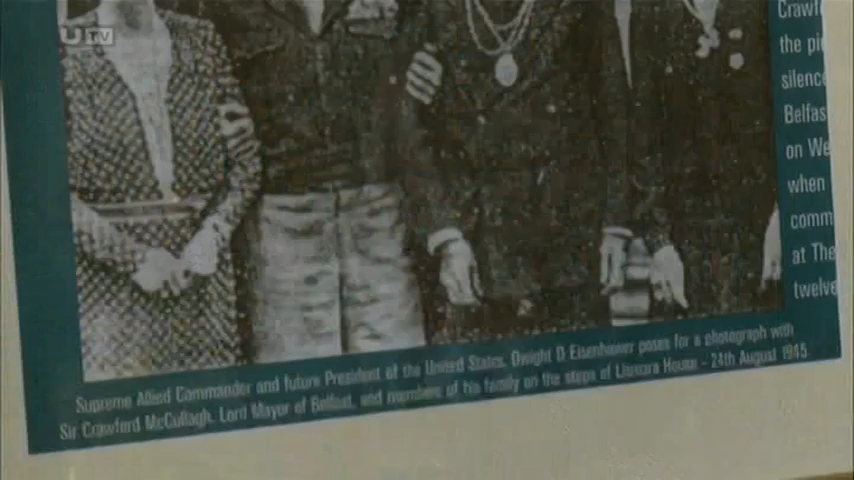 UTV
Crawf
the pi
silence
Belfas
on We
when
comm
at The
twelve
Supreme Allied Commander and future President of the United States, Dwight D Eisenhower poses for a photograph with
Sir Crawford McCullagh, Lord Mayor of Belfast, and members of his family on the steps of Lismara House - 24th August 1945.